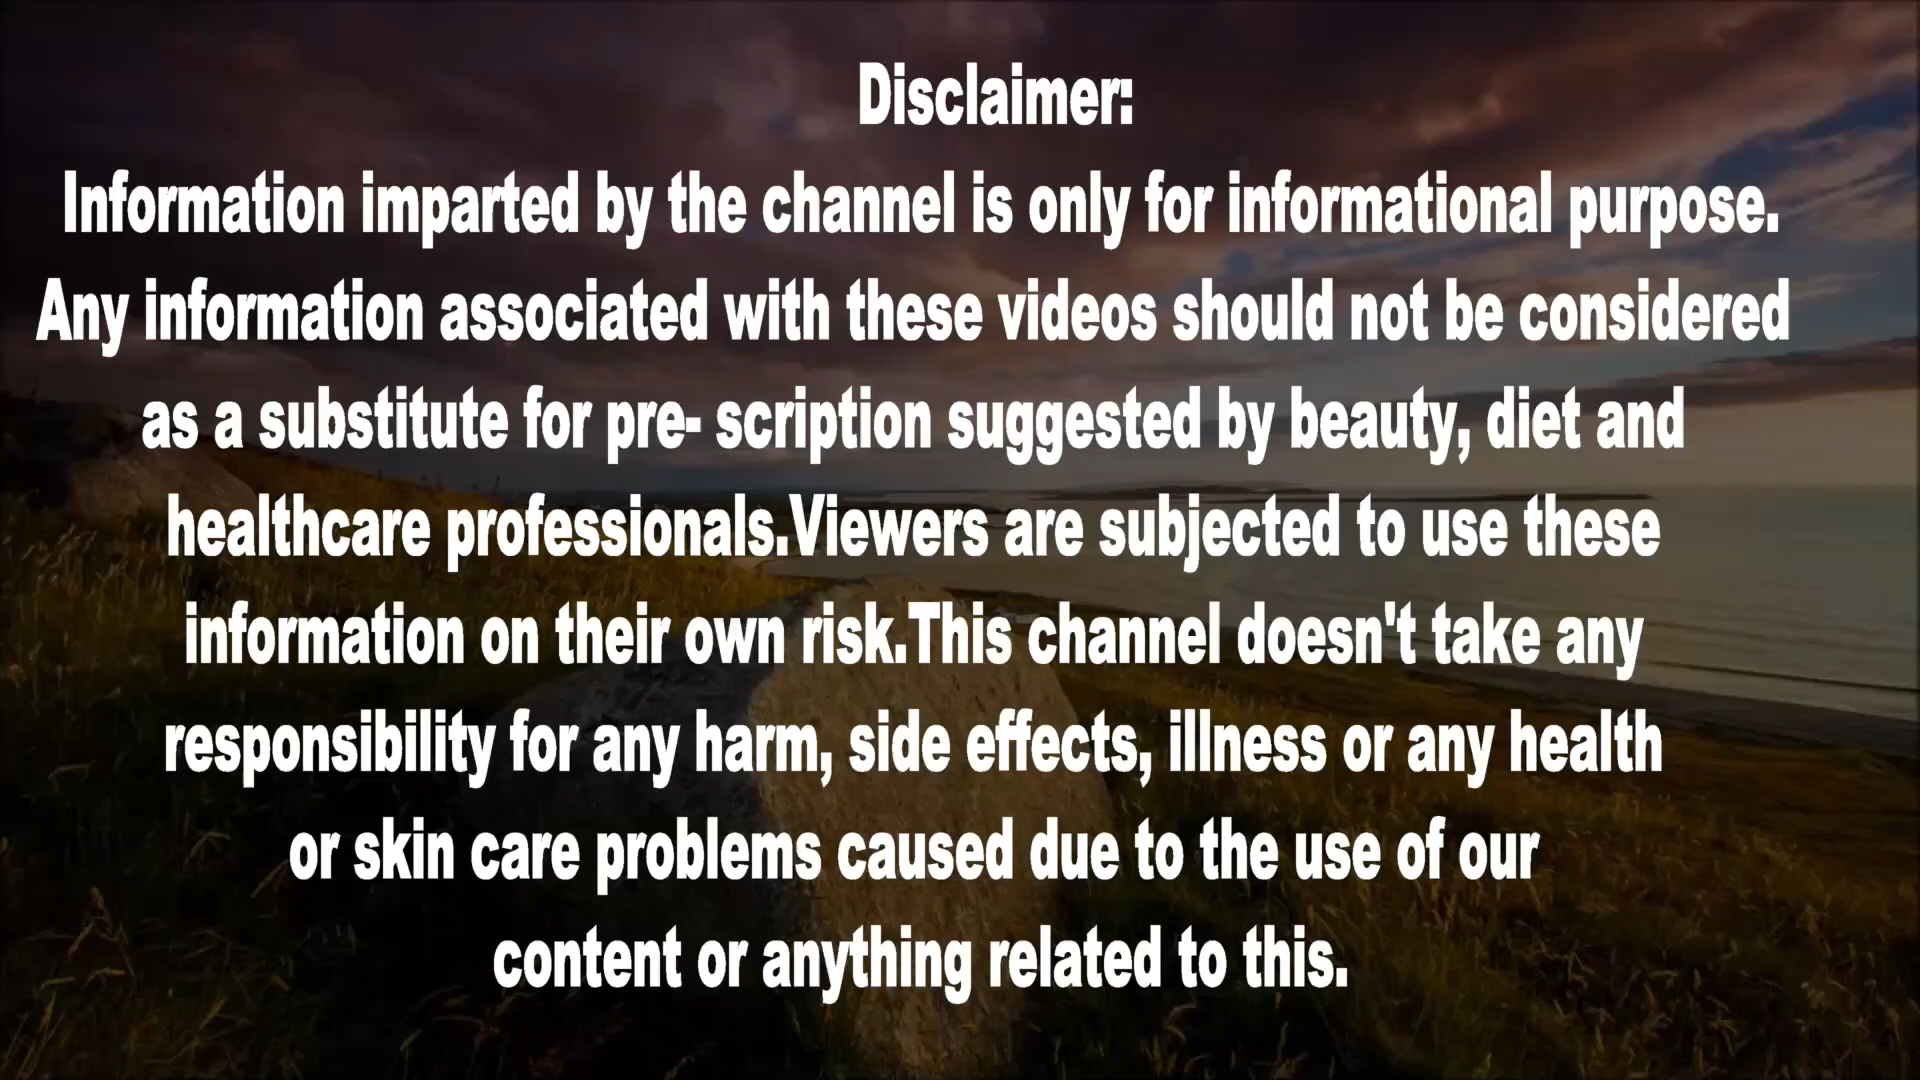 Disclaimer:
Information imparted by the channel is only for informational purpose.
Any information associated with these videos should not be considered
as a substitute for pre- scription suggested by beauty, diet and
healthcare professionals.Viewers are subjected to use these
information on their own risk.This channel doesn't take any
responsibility for any harm, side effects, illness or any health
or skin care problems caused due to the use of our
content or anything related to this.